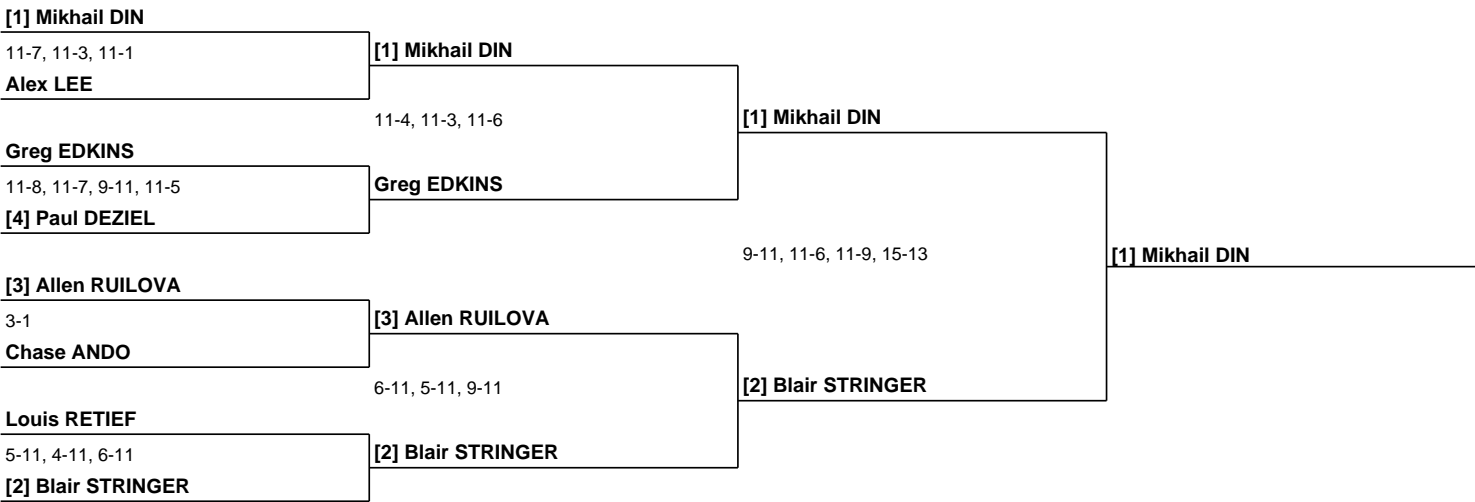 [1] Mikhail DIN
11-7, 11-3, 11-1
Alex LEE
[1] Mikhail DIN
11-4, 11-3, 11-6
Greg EDKINS
11-8, 11-7, 9-11, 11-5
[4] Paul DEZIEL
Greg EDKINS
[1] Mikhail DIN
9-11, 11-6, 11-9, 15-13
[1] Mikhail DIN
[3] Allen RUILOVA
3-1
Chase ANDO
[3] Allen RUILOVA
6-11, 5-11, 9-11
Louis RETIEF
5-11, 4-11, 6-11
[2] Blair STRINGER
[2] Blair STRINGER
[2] Blair STRINGER